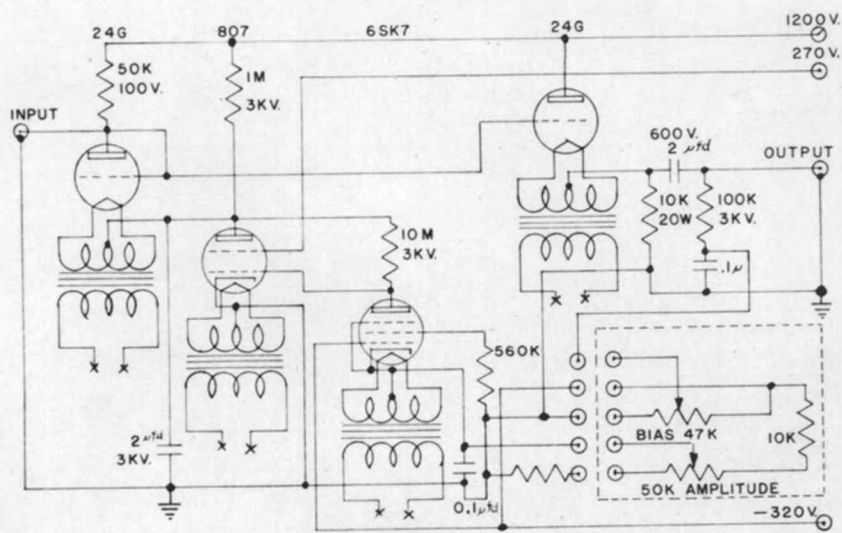 24G
807
6SK7
24G
1200V.
270V.
50K
100V.
1M
3KV.
INPUT
600V.
2 μfd
OUTPUT
10K
20W
100K
3KV.
10M
3KV.
.1μ
560K
2 μfd
3KV.
BIAS 47K
10K
50K AMPLITUDE
0.1μfd
-320V.